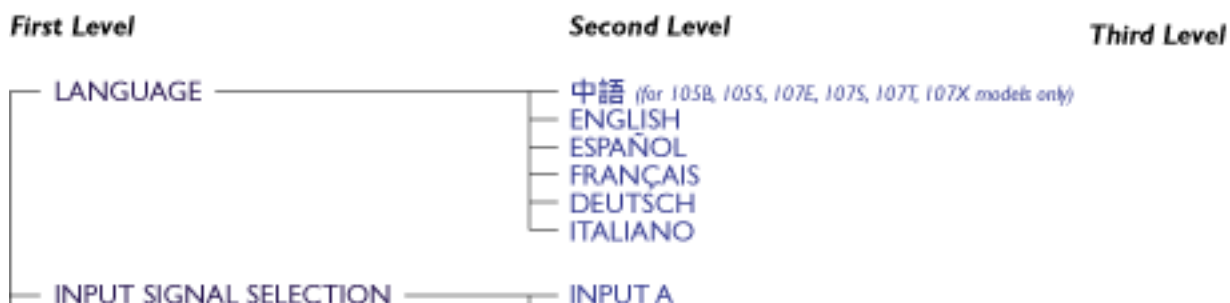 First Level Second Level Third Level
LANGUAGE 中語 (for 105B, 105S, 107E, 107S, 107T, 107X models only)
ENGLISH
ESPAÑOL
FRANÇAIS
DEUTSCH
ITALIANO
INPUT SIGNAL SELECTION INPUT A